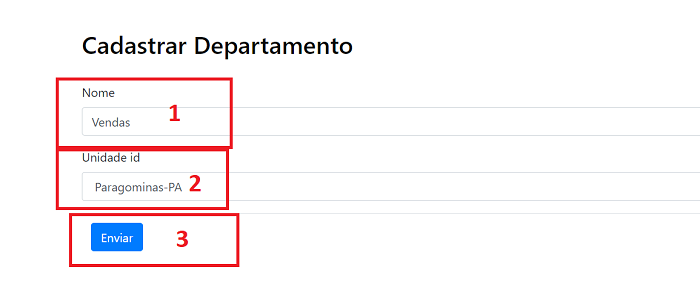 Cadastrar Departamento
Nome
Vendas
1
Unidade id
Paragominas-PA
2
Enviar
3